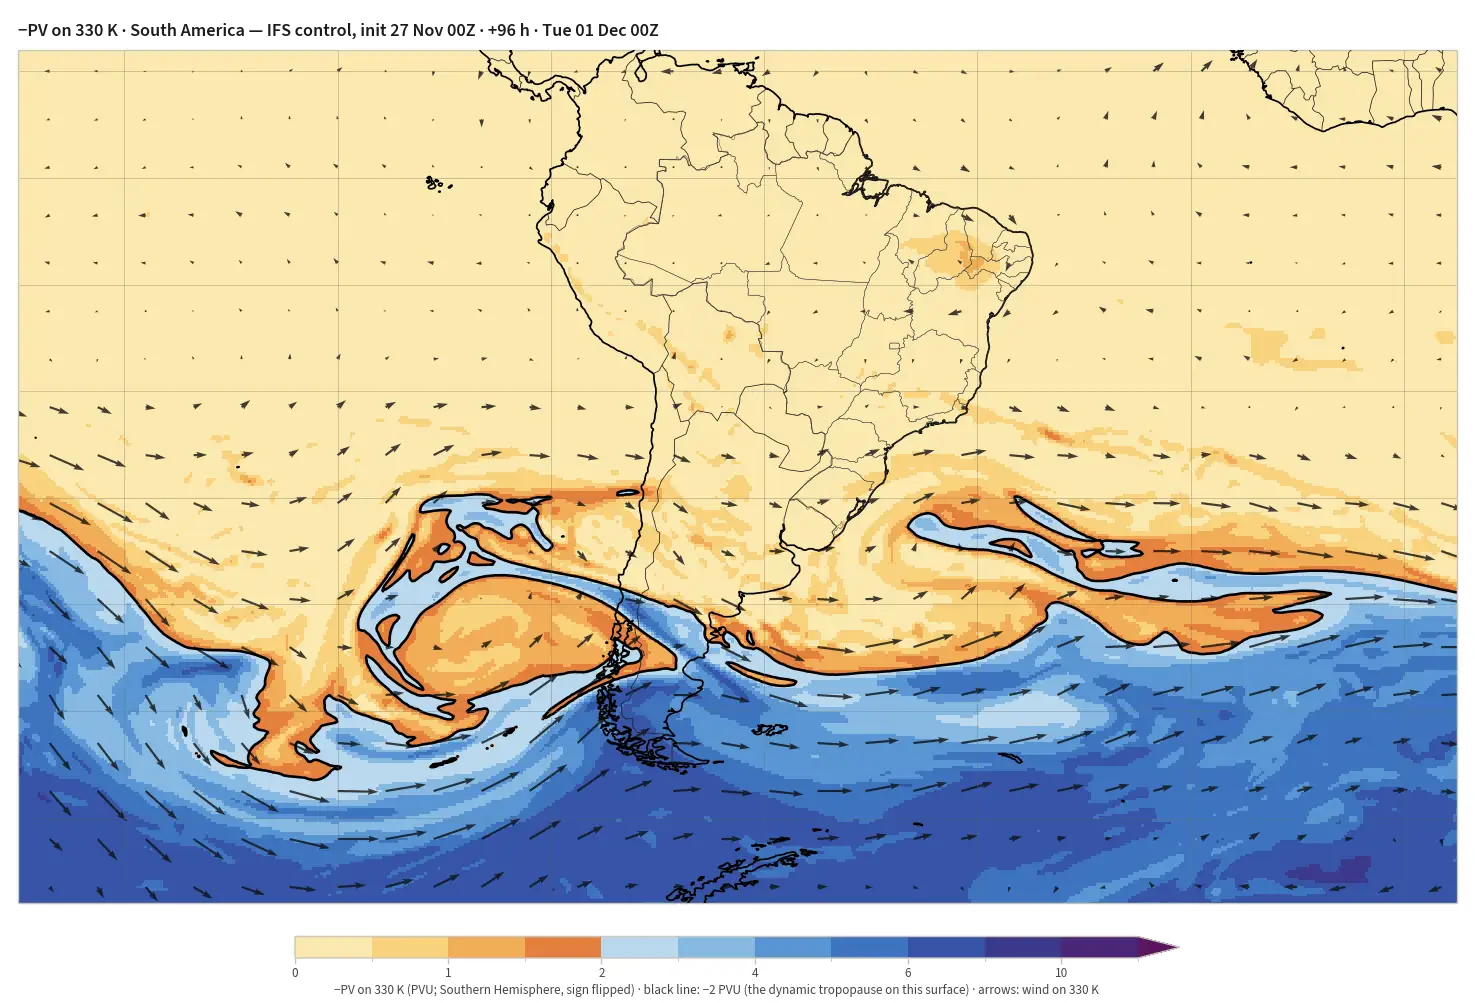 −PV on 330 K · South America — IFS control, init 27 Nov 00Z · +96 h · Tue 01 Dec 00Z
0 1 2 4 6 10
−PV on 330 K (PVU; Southern Hemisphere, sign flipped) · black line: −2 PVU (the dynamic tropopause on this surface) · arrows: wind on 330 K